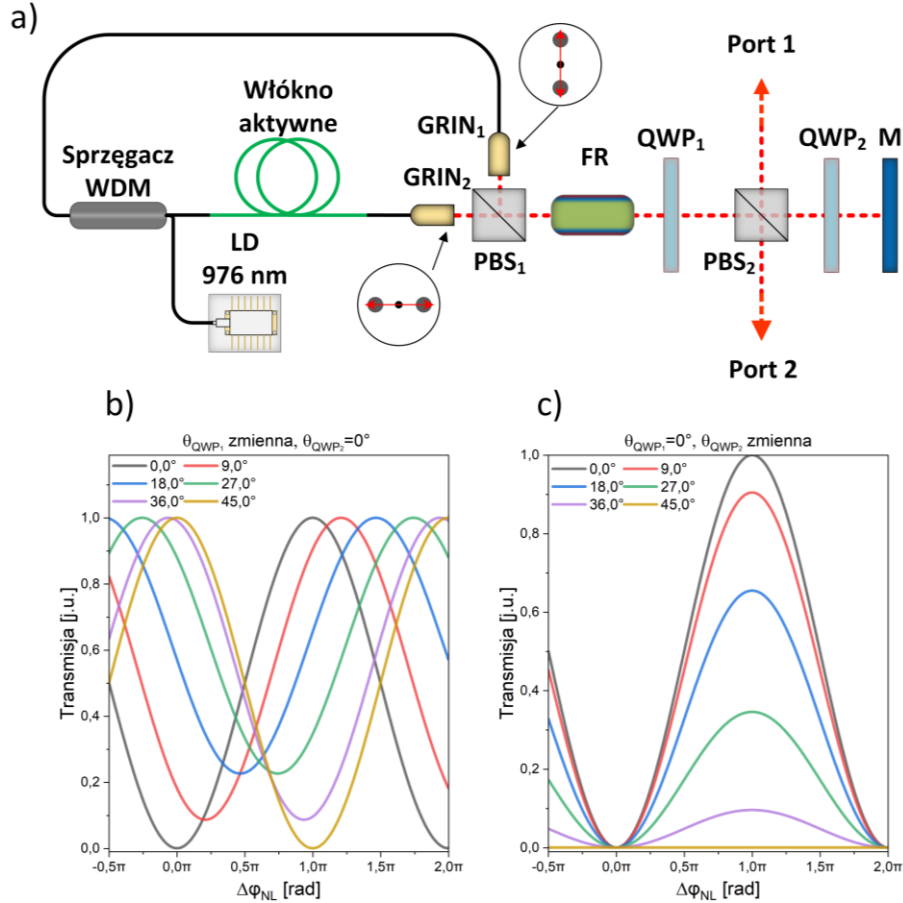 a)
Port 1
Włókno
aktywne
GRIN₁
FR
QWP₁
QWP₂
M
Sprzęgacz
WDM
GRIN₂
LD
976 nm
PBS₁
PBS₂
Port 2
b)
θQWP₁ zmienna, θQWP₂=0°
0,0° 9,0°
18,0° 27,0°
36,0° 45,0°
Transmisja [j.u.]
1,0
0,8
0,6
0,4
0,2
0,0
-0,5π 0,0π 0,5π 1,0π 1,5π 2,0π
Δφ_NL [rad]
c)
θQWP₁=0°, θQWP₂ zmienna
0,0° 9,0°
18,0° 27,0°
36,0° 45,0°
Transmisja [j.u.]
1,0
0,8
0,6
0,4
0,2
0,0
-0,5π 0,0π 0,5π 1,0π 1,5π 2,0π
Δφ_NL [rad]